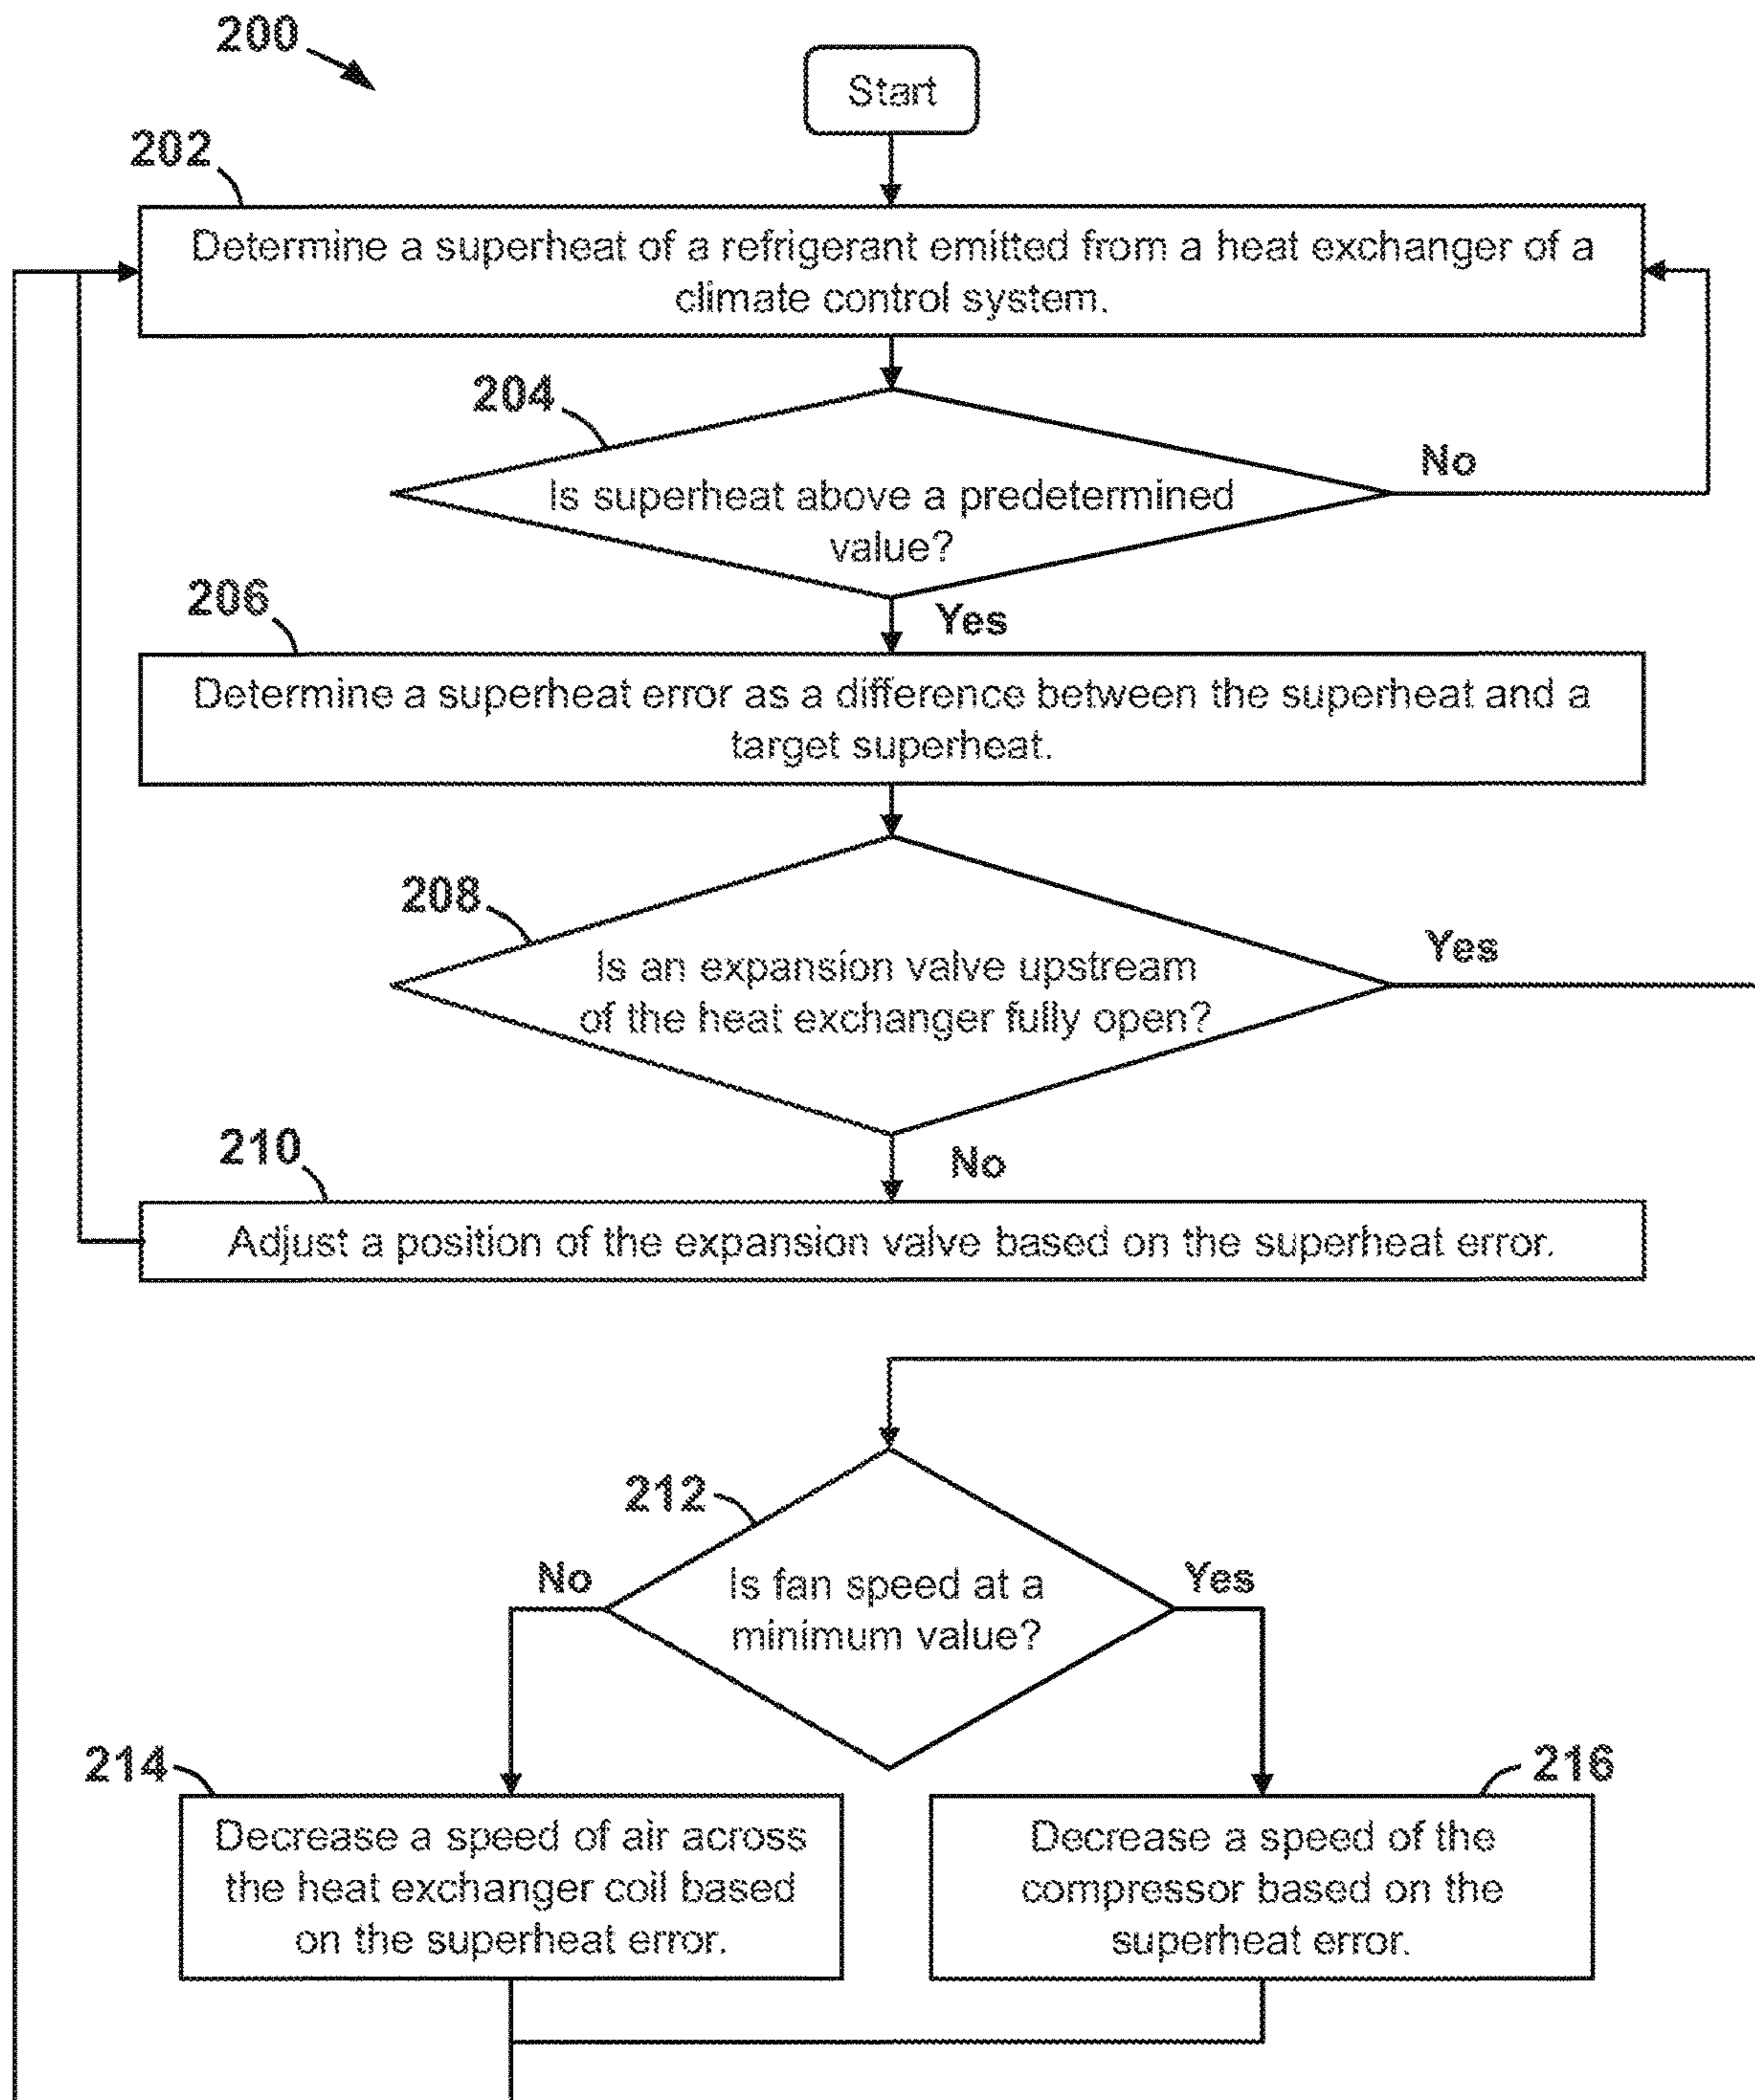 200
Start
202
Determine a superheat of a refrigerant emitted from a heat exchanger of a
climate control system.
204
No
Is superheat above a predetermined
value?
206
Yes
Determine a superheat error as a difference between the superheat and a
target superheat.
208
Yes
Is an expansion valve upstream
of the heat exchanger fully open?
210
No
Adjust a position of the expansion valve based on the superheat error.
212
No
Yes
Is fan speed at a
minimum value?
214
216
Decrease a speed of air across
the heat exchanger coil based
on the superheat error.
Decrease a speed of the
compressor based on the
superheat error.